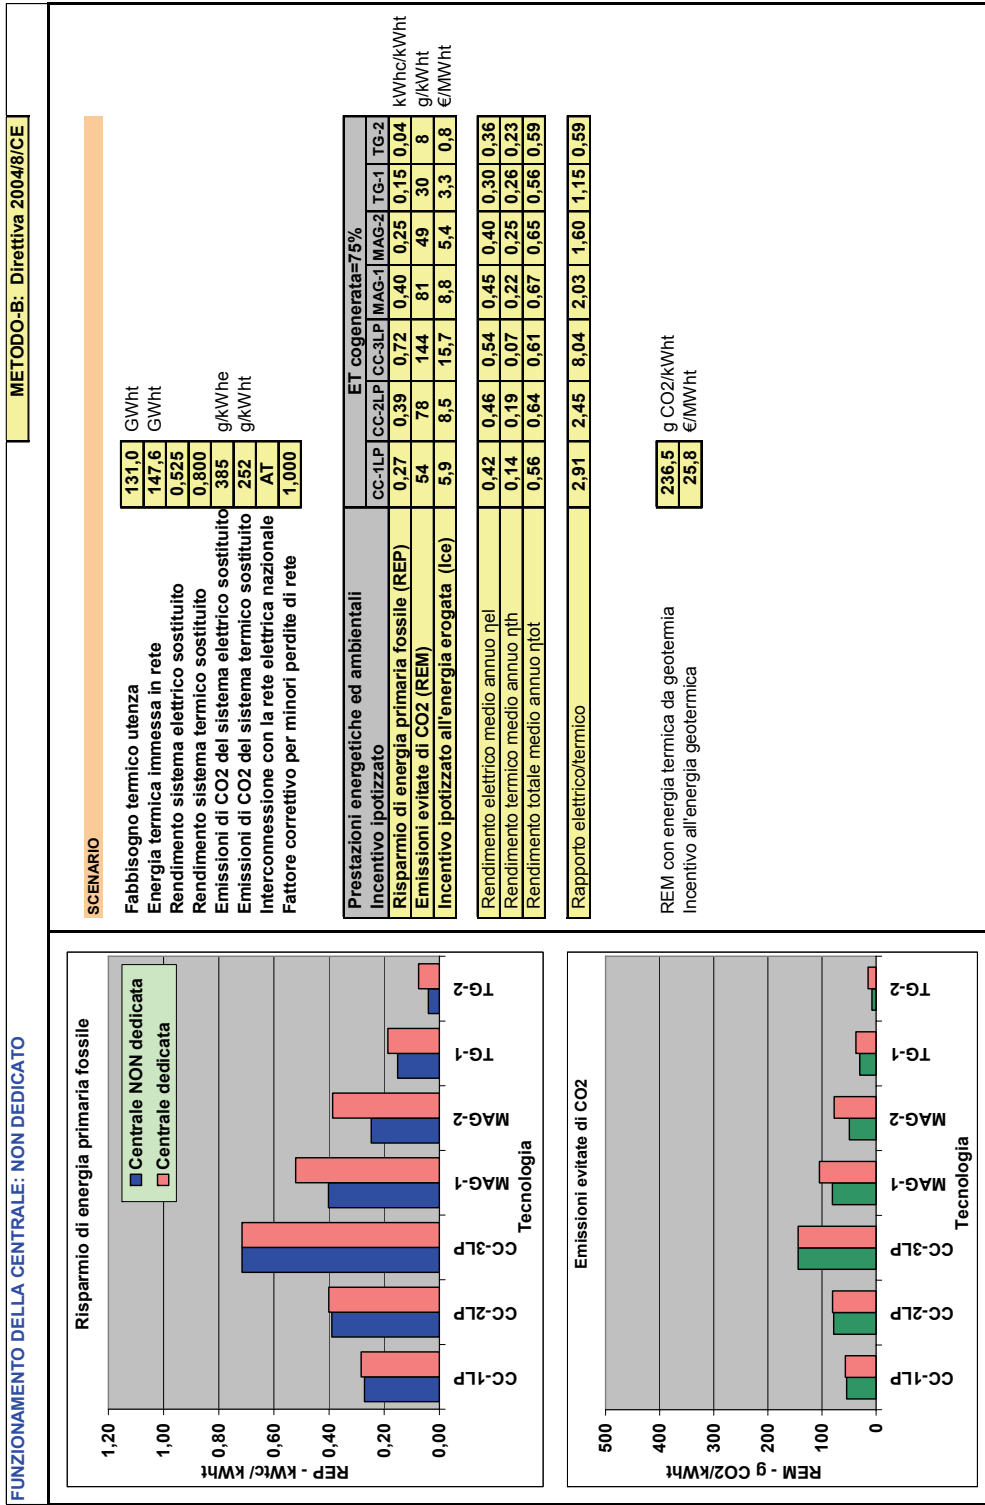 FUNZIONAMENTO DELLA CENTRALE: NON DEDICATO
METODO-B: Direttiva 2004/8/CE
Risparmio di energia primaria fossile
Centrale NON dedicata
Centrale dedicata
REP - kWtc/ kWht
1,20
1,00
0,80
0,60
0,40
0,20
0,00
CC-1LP
CC-2LP
CC-3LP
MAG-1
MAG-2
TG-1
TG-2
Tecnologia
Emissioni evitate di CO2
REM - g CO2/kWht
500
400
300
200
100
0
CC-1LP
CC-2LP
CC-3LP
MAG-1
MAG-2
TG-1
TG-2
Tecnologia
SCENARIO
Fabbisogno termico utenza 131,0 GWht
Energia termica immessa in rete 147,6 GWht
Rendimento sistema elettrico sostituito 0,525
Rendimento sistema termico sostituito 0,800
Emissioni di CO2 del sistema elettrico sostituito 385 g/kWhe
Emissioni di CO2 del sistema termico sostituito 252 g/kWht
Interconnessione con la rete elettrica nazionale AT
Fattore correttivo per minori perdite di rete 1,000
Prestazioni energetiche ed ambientali ET cogenerata=75%
Incentivo ipotizzato CC-1LP CC-2LP CC-3LP MAG-1 MAG-2 TG-1 TG-2
Risparmio di energia primaria fossile (REP) 0,27 0,39 0,72 0,40 0,25 0,15 0,04 kWhc/kWht
Emissioni evitate di CO2 (REM) 54 78 144 81 49 30 8 g/kWht
Incentivo ipotizzato all'energia erogata (Ice) 5,9 8,5 15,7 8,8 5,4 3,3 0,8 €/MWht
Rendimento elettrico medio annuo ηel 0,42 0,46 0,54 0,45 0,40 0,30 0,36
Rendimento termico medio annuo ηth 0,14 0,19 0,07 0,22 0,25 0,26 0,23
Rendimento totale medio annuo ηtot 0,56 0,64 0,61 0,67 0,65 0,56 0,59
Rapporto elettrico/termico 2,91 2,45 8,04 2,03 1,60 1,15 0,59
REM con energia termica da geotermia 236,5 g CO2/kWht
Incentivo all'energia geotermica 25,8 €/MWht